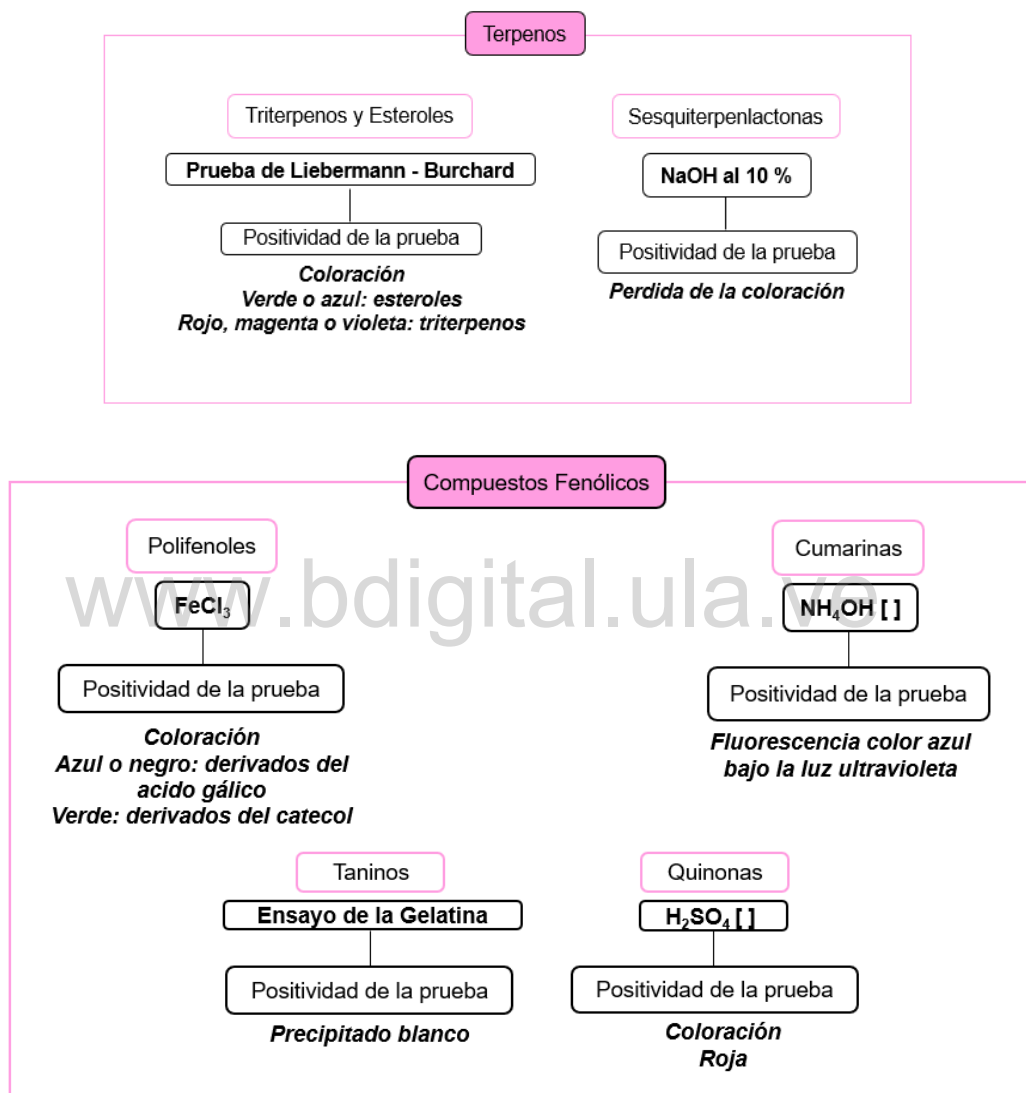 Terpenos
Triterpenos y Esteroles
Prueba de Liebermann - Burchard
Positividad de la prueba
Coloración
Verde o azul: esteroles
Rojo, magenta o violeta: triterpenos
Sesquiterpenlactonas
NaOH al 10 %
Positividad de la prueba
Perdida de la coloración
Compuestos Fenólicos
Polifenoles
FeCl₃
Positividad de la prueba
Coloración
Azul o negro: derivados del
acido gálico
Verde: derivados del catecol
Cumarinas
NH₄OH [ ]
Positividad de la prueba
Fluorescencia color azul
bajo la luz ultravioleta
www.bdigital.ula.ve
Taninos
Ensayo de la Gelatina
Positividad de la prueba
Precipitado blanco
Quinonas
H₂SO₄ [ ]
Positividad de la prueba
Coloración
Roja